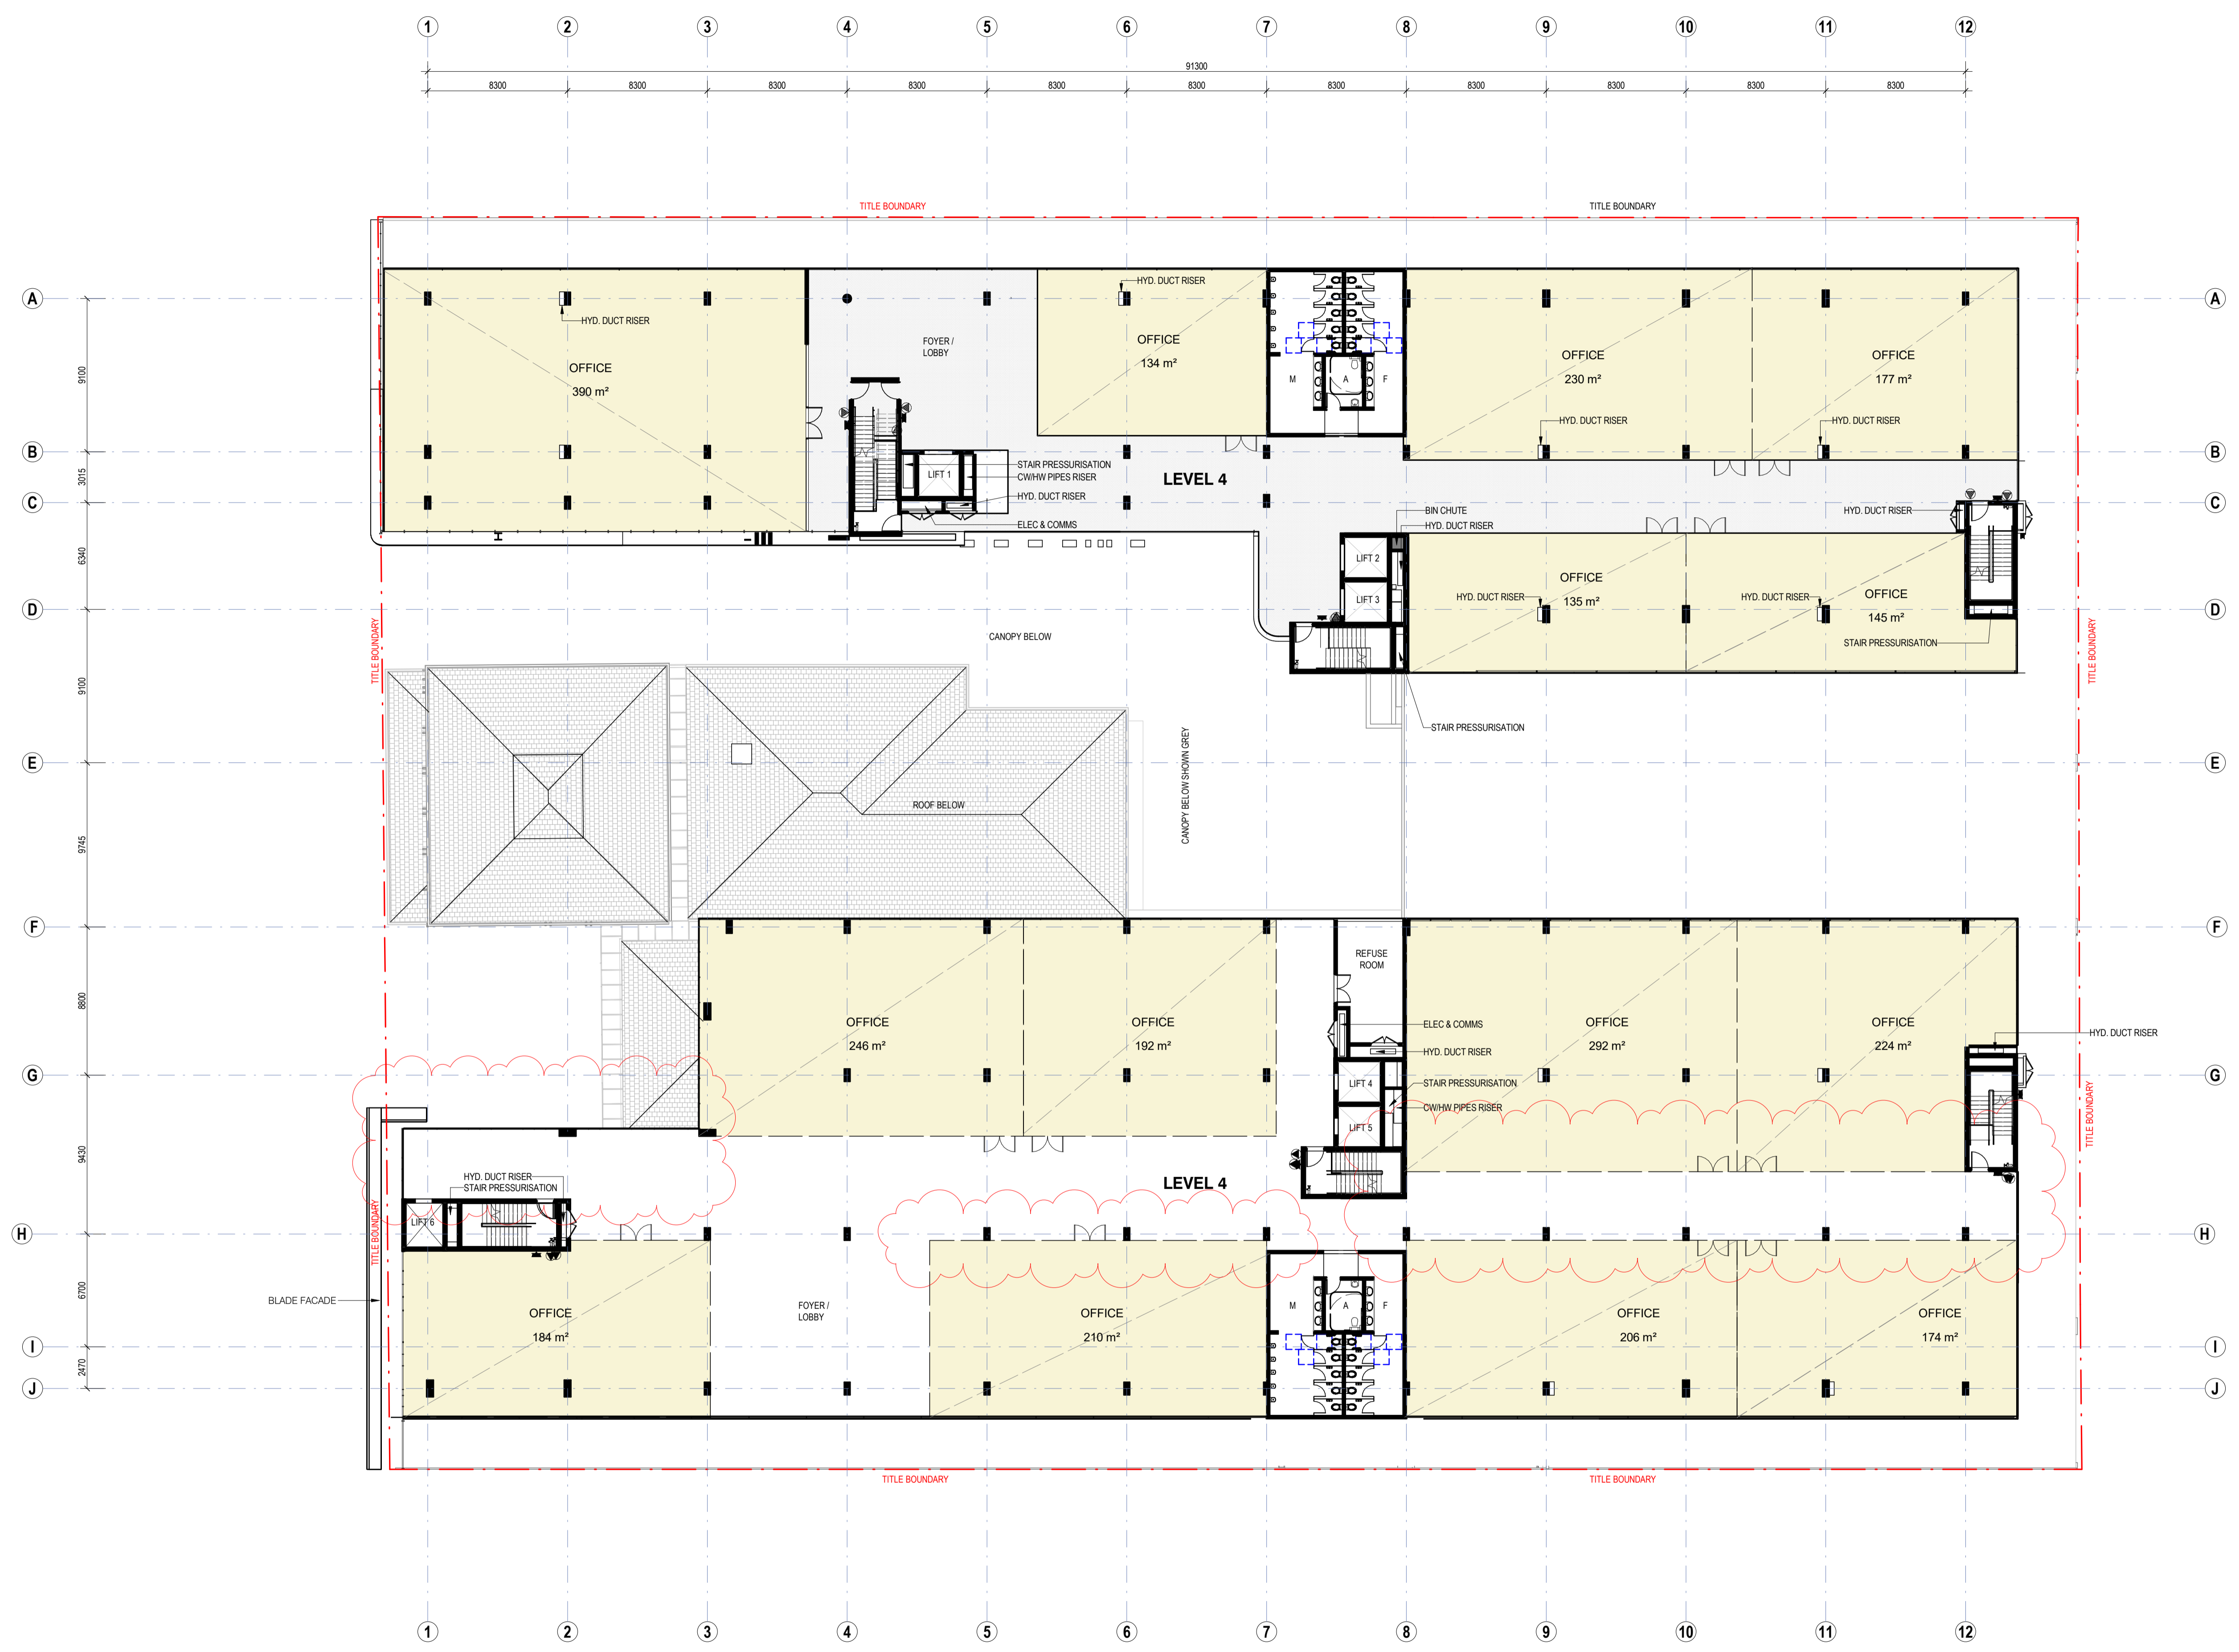 1 2 3 4 5 6 7 8 9 10 11 12
91300
8300 8300 8300 8300 8300 8300 8300 8300 8300 8300 8300
TITLE BOUNDARY TITLE BOUNDARY
A A
HYD. DUCT RISER
HYD. DUCT RISER
FOYER /
LOBBY
OFFICE
134 m²
OFFICE
390 m²
OFFICE
230 m²
OFFICE
177 m²
9100
M A F
HYD. DUCT RISER HYD. DUCT RISER
B B
3015
LIFT 1
STAIR PRESSURISATION
CW/HW PIPES RISER
HYD. DUCT RISER
ELEC & COMMS
LEVEL 4
C C
BIN CHUTE
HYD. DUCT RISER
HYD. DUCT RISER
6340
LIFT 2
LIFT 3
OFFICE
135 m²
HYD. DUCT RISER
HYD. DUCT RISER
OFFICE
145 m²
D D
STAIR PRESSURISATION
CANOPY BELOW
TITLE BOUNDARY
TITLE BOUNDARY
9100
STAIR PRESSURISATION
E E
CANOPY BELOW SHOWN GREY
ROOF BELOW
9745
F F
REFUSE
ROOM
8800
OFFICE
246 m²
OFFICE
192 m²
ELEC & COMMS
HYD. DUCT RISER
OFFICE
292 m²
OFFICE
224 m²
HYD. DUCT RISER
G G
LIFT 4
STAIR PRESSURISATION
CW/HW PIPES RISER
LIFT 5
TITLE BOUNDARY
9430
HYD. DUCT RISER
STAIR PRESSURISATION
LEVEL 4
LIFT 6
TITLE BOUNDARY
H H
6700
BLADE FACADE
OFFICE
184 m²
FOYER /
LOBBY
OFFICE
210 m²
M A F
OFFICE
206 m²
OFFICE
174 m²
I I
2470
J J
TITLE BOUNDARY TITLE BOUNDARY
1 2 3 4 5 6 7 8 9 10 11 12